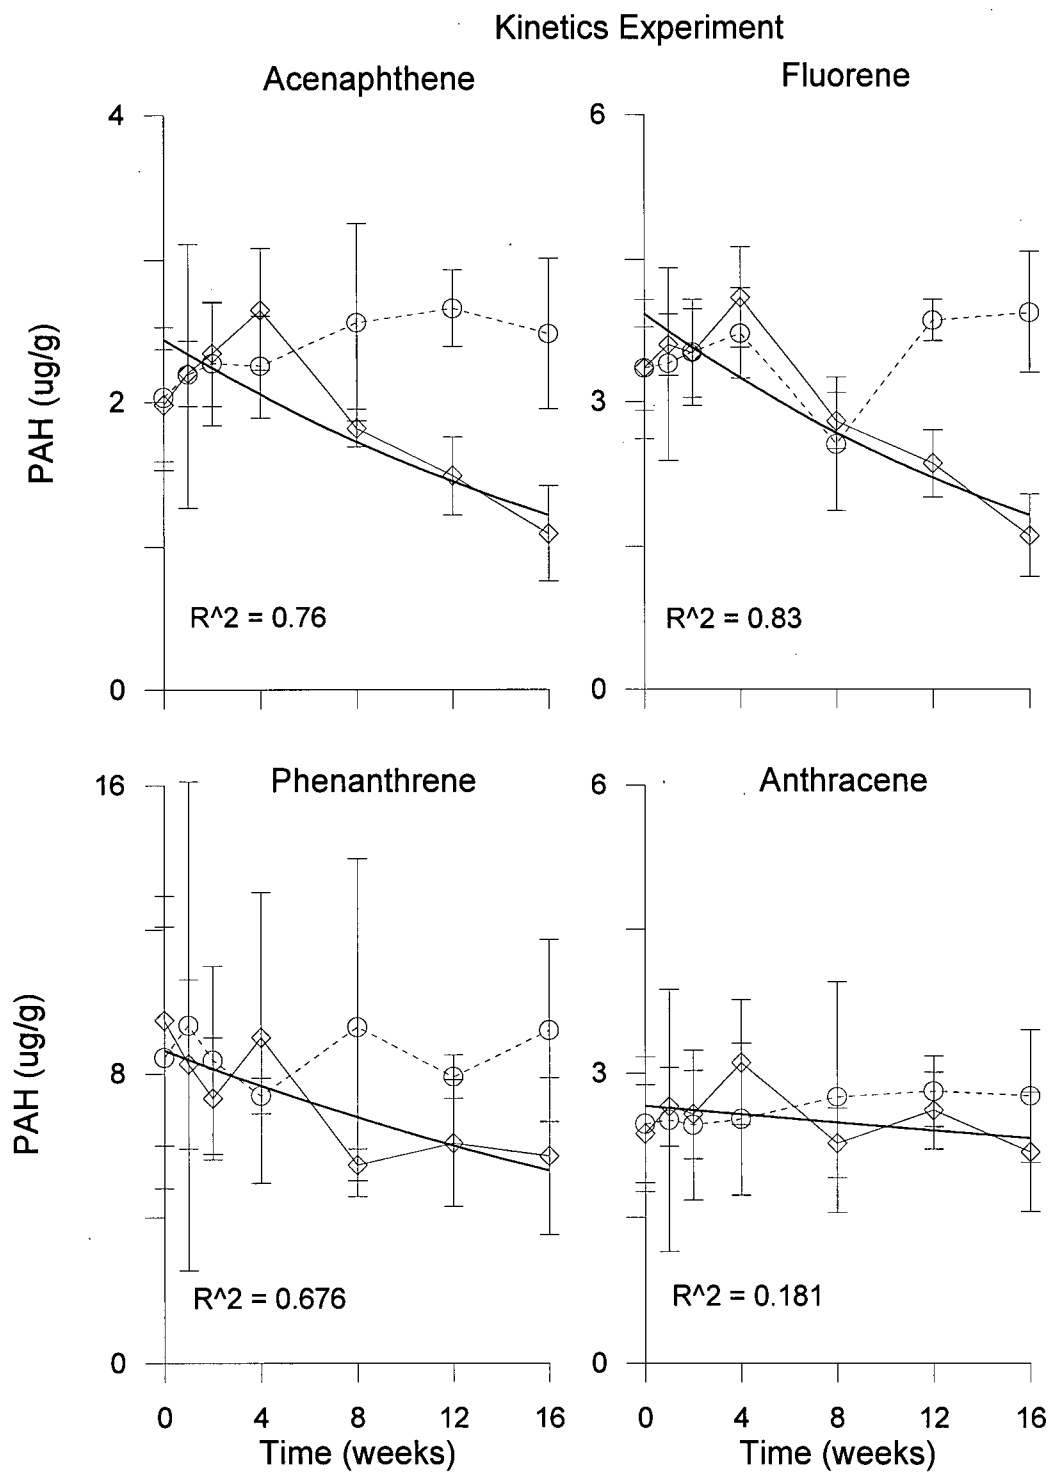 Kinetics Experiment
Acenaphthene
Fluorene
4
2
0
PAH (ug/g)
R^2 = 0.76
6
3
0
R^2 = 0.83
Phenanthrene
Anthracene
16
8
0
PAH (ug/g)
R^2 = 0.676
0 4 8 12 16
Time (weeks)
6
3
0
R^2 = 0.181
0 4 8 12 16
Time (weeks)